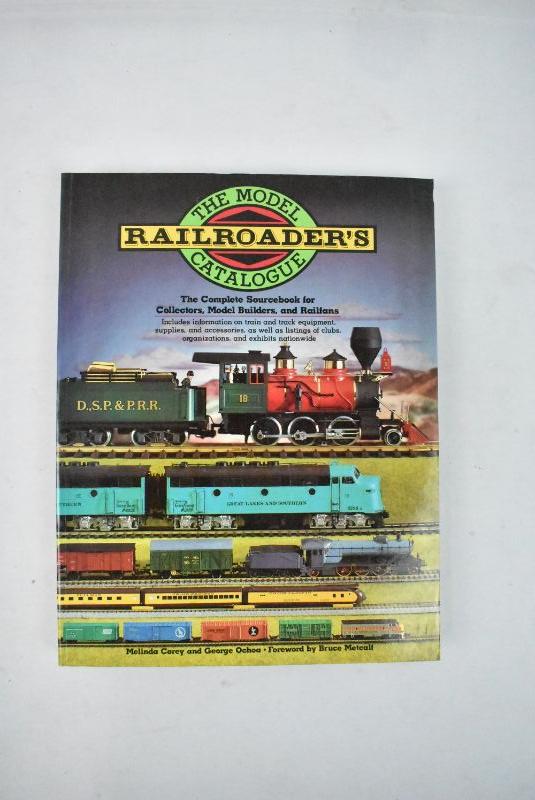 THE MODEL
RAILROADER'S
CATALOGUE
The Complete Sourcebook for
Collectors, Model Builders, and Railfans
Includes information on train and track equipment,
supplies, and accessories, as well as listings of clubs,
organizations, and exhibits nationwide
D.,S.P. & P.R.R.
18
GREAT LAKES AND SOUTHERN
Melinda Corey and George Ochoa • Foreword by Bruce Metcalf